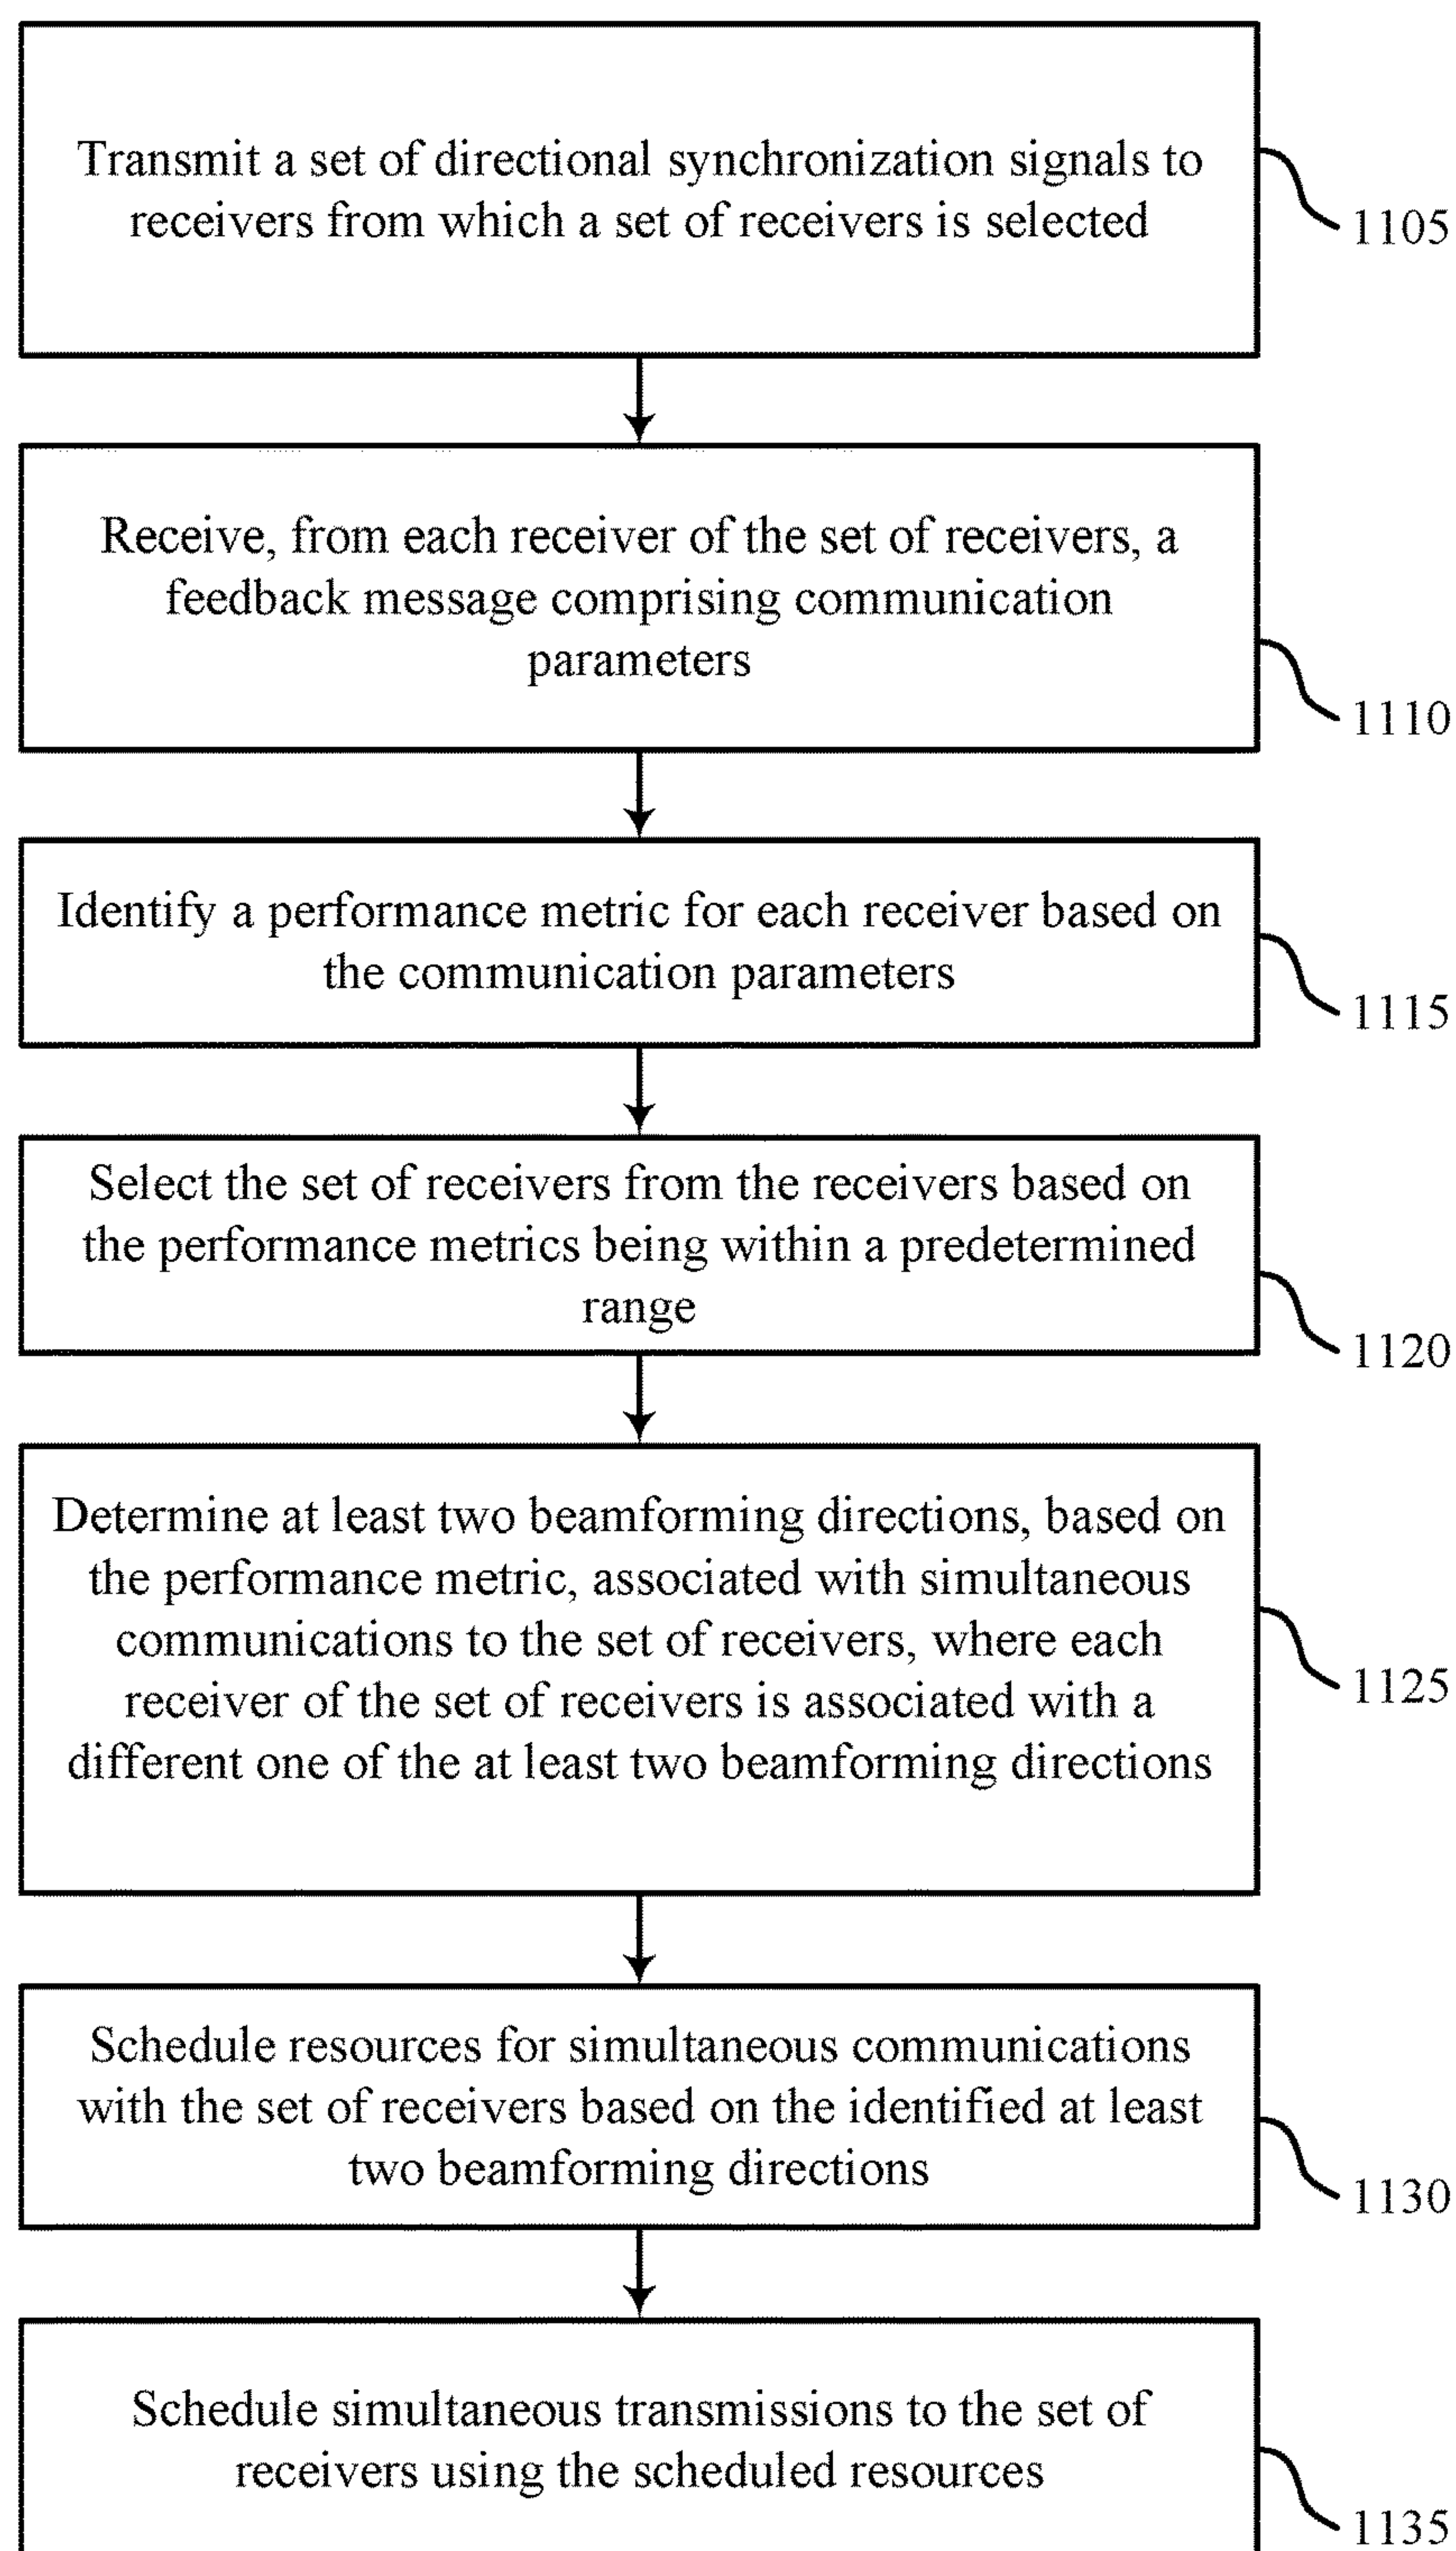 Transmit a set of directional synchronization signals to
receivers from which a set of receivers is selected
1105
Receive, from each receiver of the set of receivers, a
feedback message comprising communication
parameters
1110
Identify a performance metric for each receiver based on
the communication parameters
1115
Select the set of receivers from the receivers based on
the performance metrics being within a predetermined
range
1120
Determine at least two beamforming directions, based on
the performance metric, associated with simultaneous
communications to the set of receivers, where each
receiver of the set of receivers is associated with a
different one of the at least two beamforming directions
1125
Schedule resources for simultaneous communications
with the set of receivers based on the identified at least
two beamforming directions
1130
Schedule simultaneous transmissions to the set of
receivers using the scheduled resources
1135